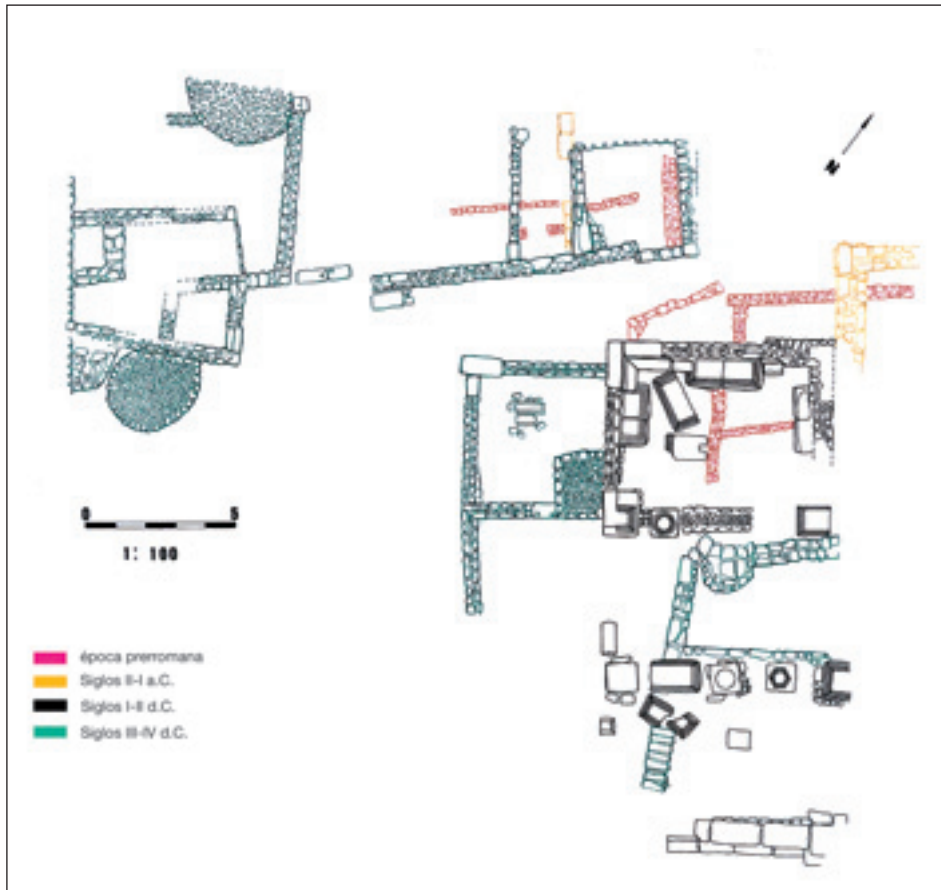 N
0 5
1: 100
época prerromana
Siglos II-I a.C.
Siglos I-II d.C.
Siglos III-IV d.C.